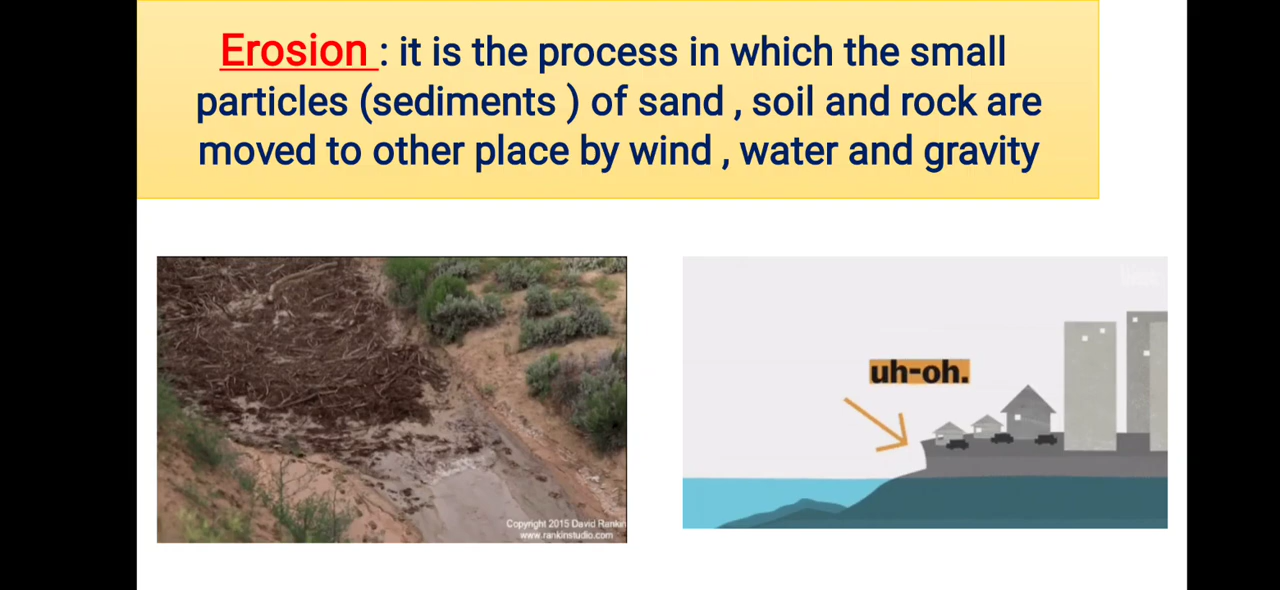 Erosion : it is the process in which the small
particles (sediments ) of sand , soil and rock are
moved to other place by wind , water and gravity
uh-oh.
Copyright 2015 David Rankin
www.rankinstudio.com